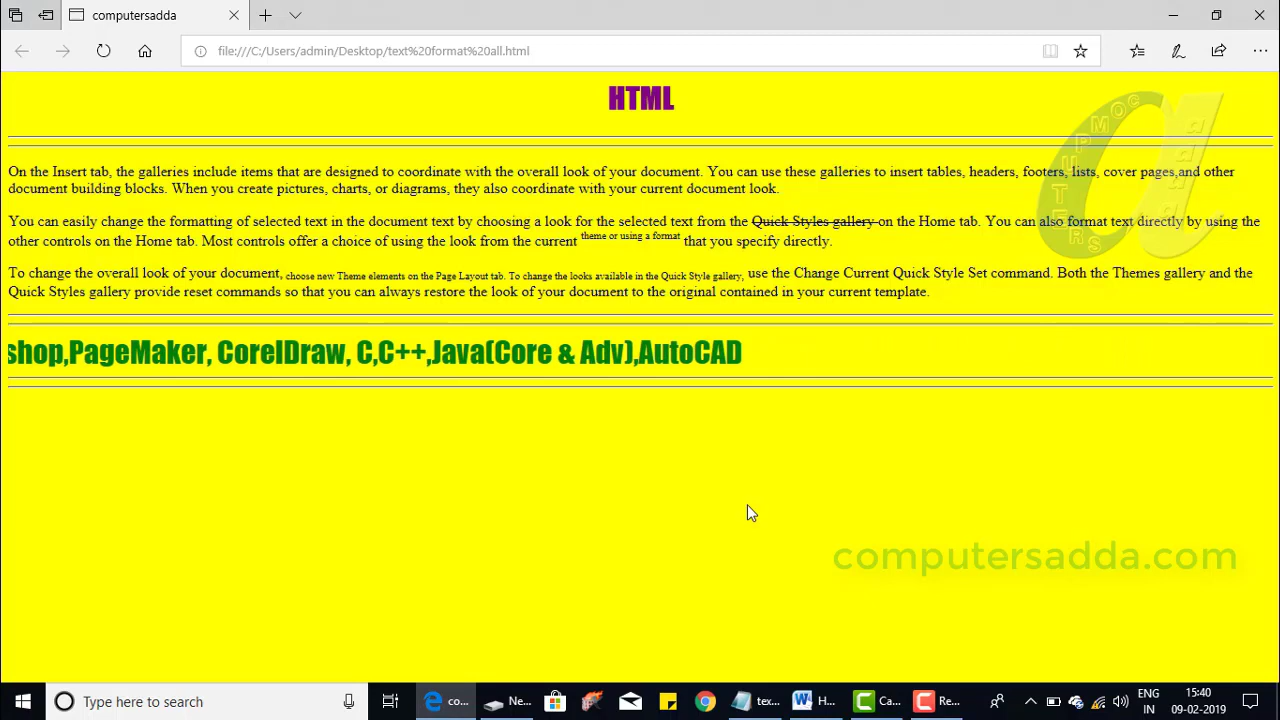 computersadda
file:///C:/Users/admin/Desktop/text%20format%20all.html
HTML
COMPUTERS
adda
On the Insert tab, the galleries include items that are designed to coordinate with the overall look of your document. You can use these galleries to insert tables, headers, footers, lists, cover pages,and other
document building blocks. When you create pictures, charts, or diagrams, they also coordinate with your current document look.
You can easily change the formatting of selected text in the document text by choosing a look for the selected text from the Quick Styles gallery on the Home tab. You can also format text directly by using the
other controls on the Home tab. Most controls offer a choice of using the look from the current theme or using a format that you specify directly.
To change the overall look of your document, choose new Theme elements on the Page Layout tab. To change the looks available in the Quick Style gallery, use the Change Current Quick Style Set command. Both the Themes gallery and the
Quick Styles gallery provide reset commands so that you can always restore the look of your document to the original contained in your current template.
shop,PageMaker, CorelDraw, C,C++,Java(Core & Adv),AutoCAD
computersadda.com
Type here to search
co...
Ne...
tex...
H...
Ca...
Re...
ENG
IN
15:40
09-02-2019